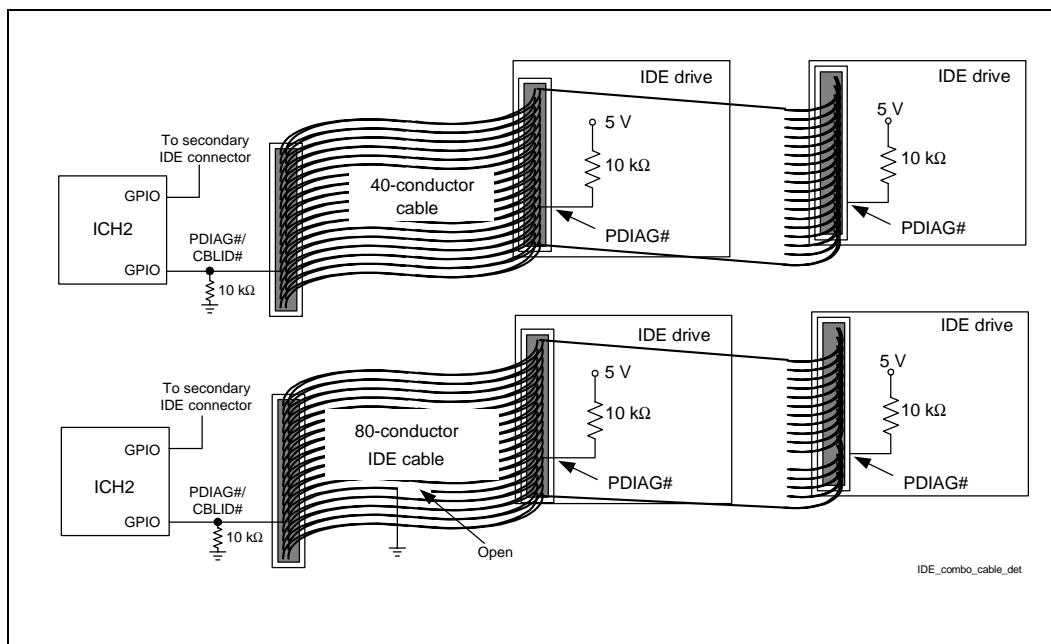 IDE drive
IDE drive
5 V
5 V
To secondary
IDE connector
10 kΩ
10 kΩ
40-conductor
cable
GPIO
ICH2
PDIAG#/
CBLID#
PDIAG#
PDIAG#
GPIO
10 kΩ
IDE drive
IDE drive
To secondary
IDE connector
5 V
5 V
10 kΩ
10 kΩ
80-conductor
IDE cable
GPIO
ICH2
PDIAG#/
CBLID#
PDIAG#
PDIAG#
GPIO
10 kΩ
Open
IDE_combo_cable_det